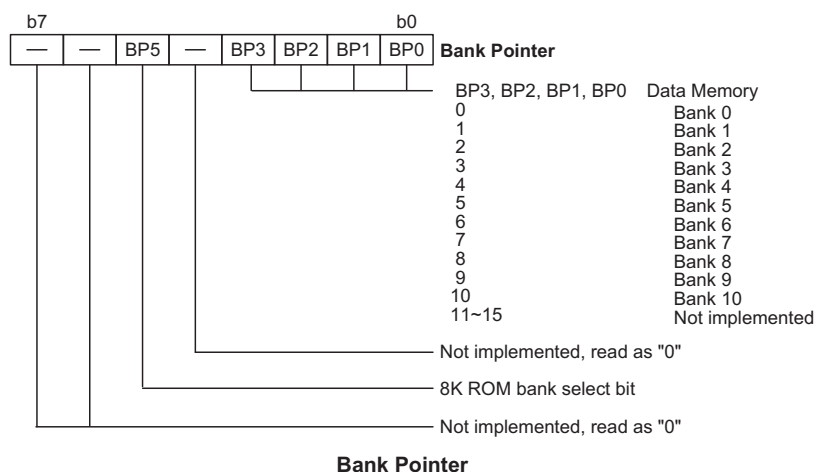 b7 b0
— — BP5 — BP3 BP2 BP1 BP0 Bank Pointer
BP3, BP2, BP1, BP0 Data Memory
0 Bank 0
1 Bank 1
2 Bank 2
3 Bank 3
4 Bank 4
5 Bank 5
6 Bank 6
7 Bank 7
8 Bank 8
9 Bank 9
10 Bank 10
11~15 Not implemented
Not implemented, read as "0"
8K ROM bank select bit
Not implemented, read as "0"
Bank Pointer